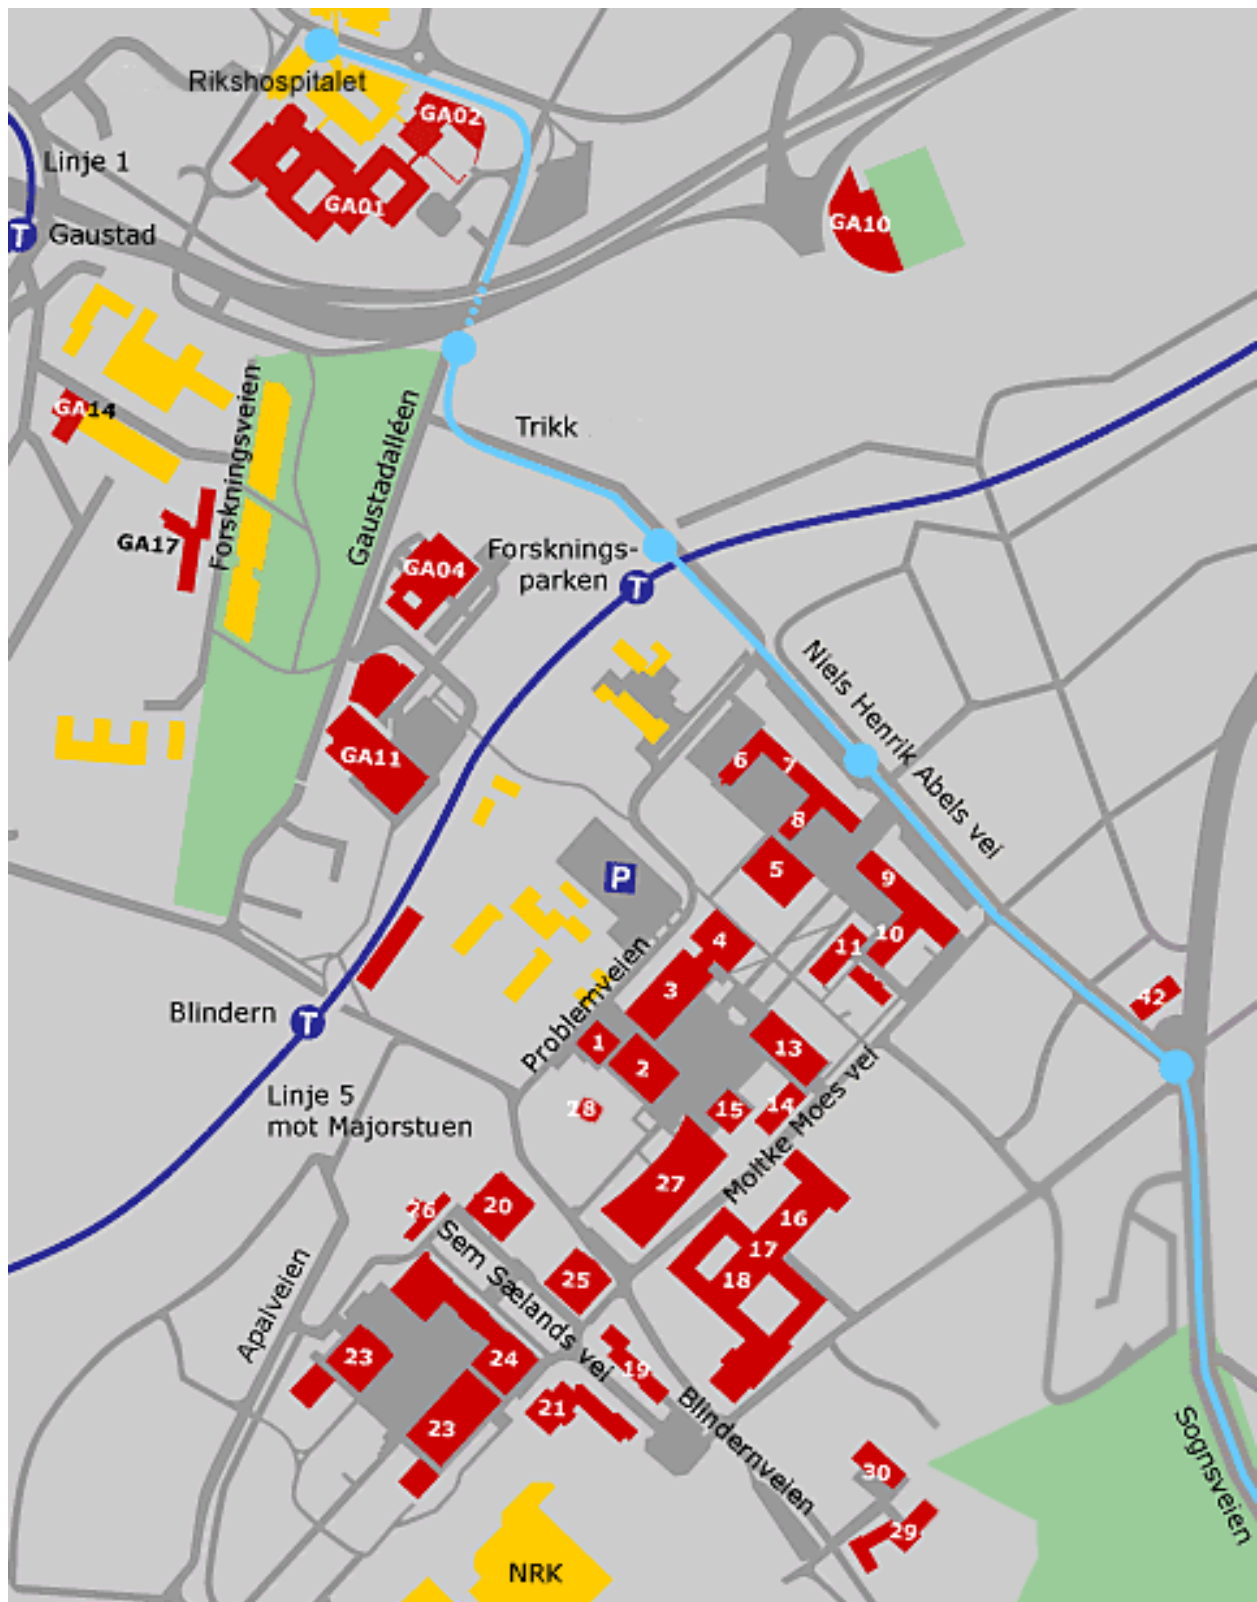 Rikshospitalet
GA02
Linje 1
GA01
GA10
T
Gaustad
GA14
Forskningsveien
Gaustadalléen
Trikk
GA17
GA04
Forsknings-
parken
T
Niels Henrik Abels vei
GA11
6
7
8
5
P
9
4
11
10
3
Problemveien
42
Blindern
T
1
2
13
Linje 5
mot Majorstuen
28
15
14
Moltke Moes vei
27
26
20
16
17
18
25
Sem Sælands vei
Apalveien
23
24
19
21
23
Blindernveien
30
29
Sognsveien
NRK